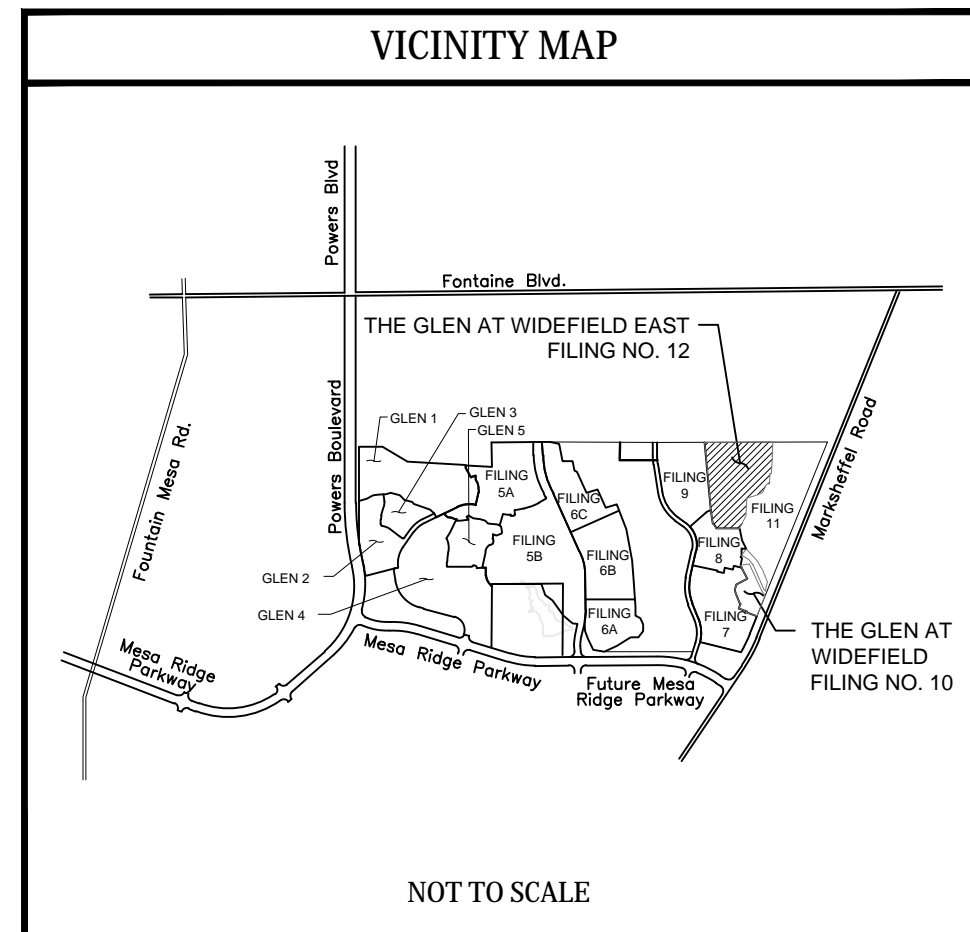 VICINITY MAP
Powers Blvd
Fontaine Blvd.
THE GLEN AT WIDEFIELD EAST
FILING NO. 12
Powers Boulevard
Fountain Mesa Rd.
Marksheffel Road
GLEN 1
GLEN 3
GLEN 5
FILING
5A
FILING
9
FILING
6C
FILING
11
FILING
5B
FILING
8
FILING
6B
GLEN 2
GLEN 4
FILING
6A
FILING
7
THE GLEN AT
WIDEFIELD
FILING NO. 10
Mesa Ridge
Parkway
Mesa Ridge Parkway
Future Mesa
Ridge Parkway
NOT TO SCALE